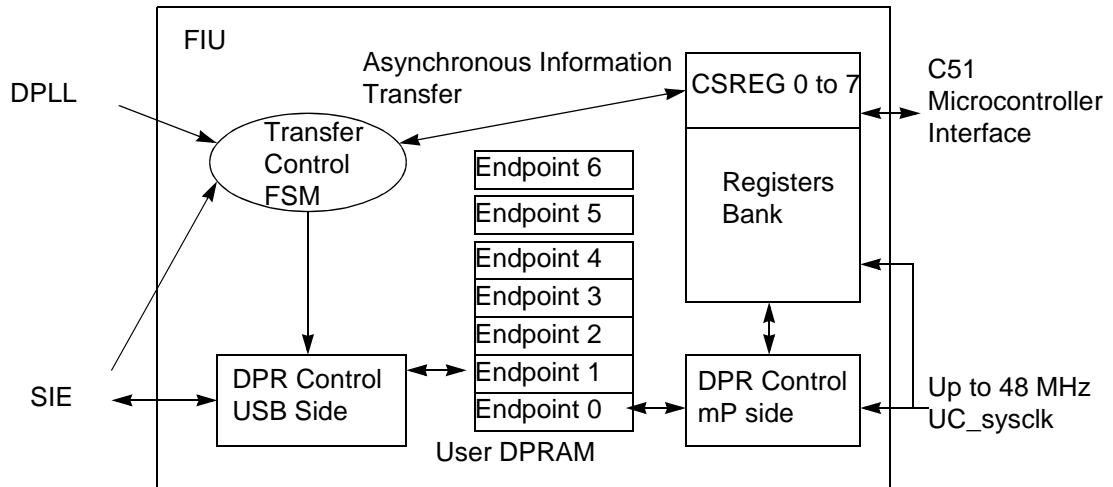 FIU
DPLL
Asynchronous Information
Transfer
CSREG 0 to 7
C51
Microcontroller
Interface
Transfer
Control
FSM
Endpoint 6
Endpoint 5
Endpoint 4
Endpoint 3
Endpoint 2
Endpoint 1
Endpoint 0
Registers
Bank
SIE
DPR Control
USB Side
User DPRAM
DPR Control
mP side
Up to 48 MHz
UC_sysclk